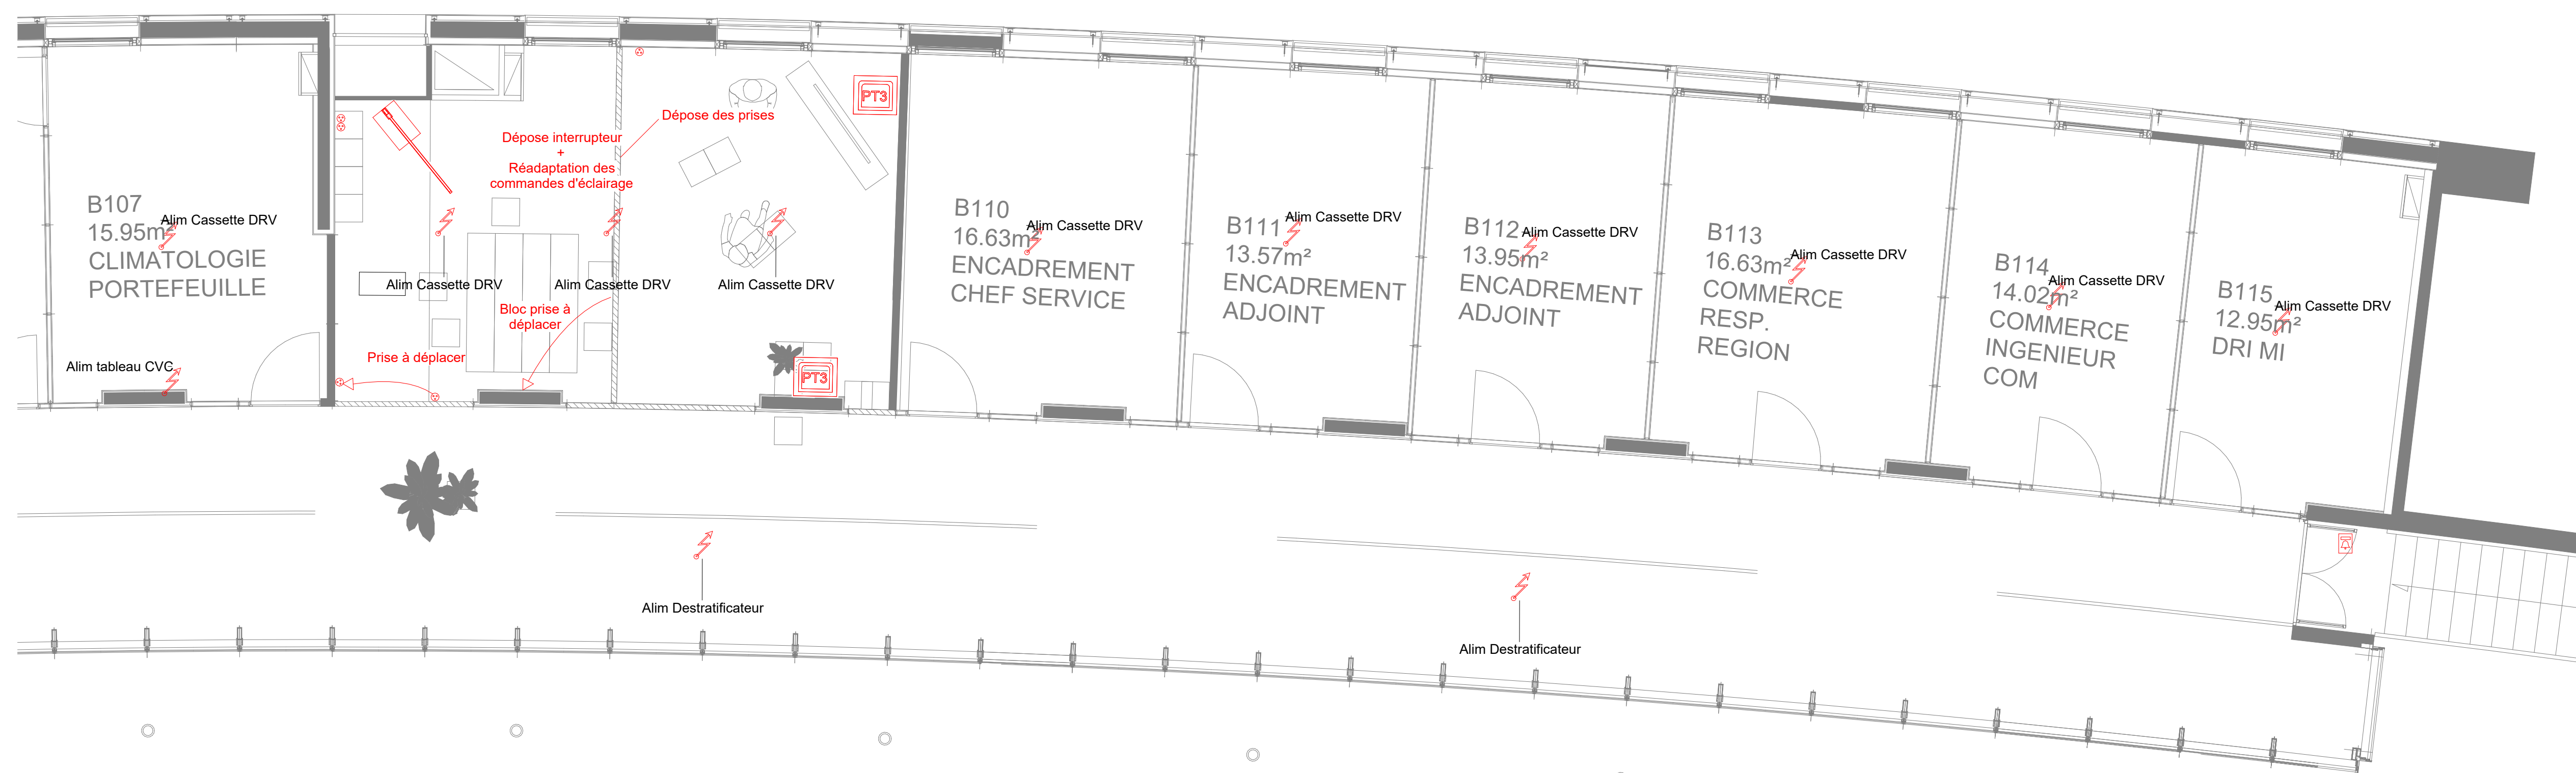 B107
15.95m²
CLIMATOLOGIE
PORTEFEUILLE
Alim Cassette DRV
Alim tableau CVC
Dépose interrupteur
+
Réadaptation des
commandes d'éclairage
Dépose des prises
PT3
Alim Cassette DRV
Alim Cassette DRV
Alim Cassette DRV
Bloc prise à
déplacer
Prise à déplacer
PT3
B110
16.63m²
ENCADREMENT
CHEF SERVICE
Alim Cassette DRV
B111
13.57m²
ENCADREMENT
ADJOINT
Alim Cassette DRV
B112
13.95m²
ENCADREMENT
ADJOINT
Alim Cassette DRV
B113
16.63m²
COMMERCE
RESP.
REGION
Alim Cassette DRV
B114
14.02m²
COMMERCE
INGENIEUR
COM
Alim Cassette DRV
B115
12.95m²
DRI MI
Alim Cassette DRV
Alim Destratificateur
Alim Destratificateur